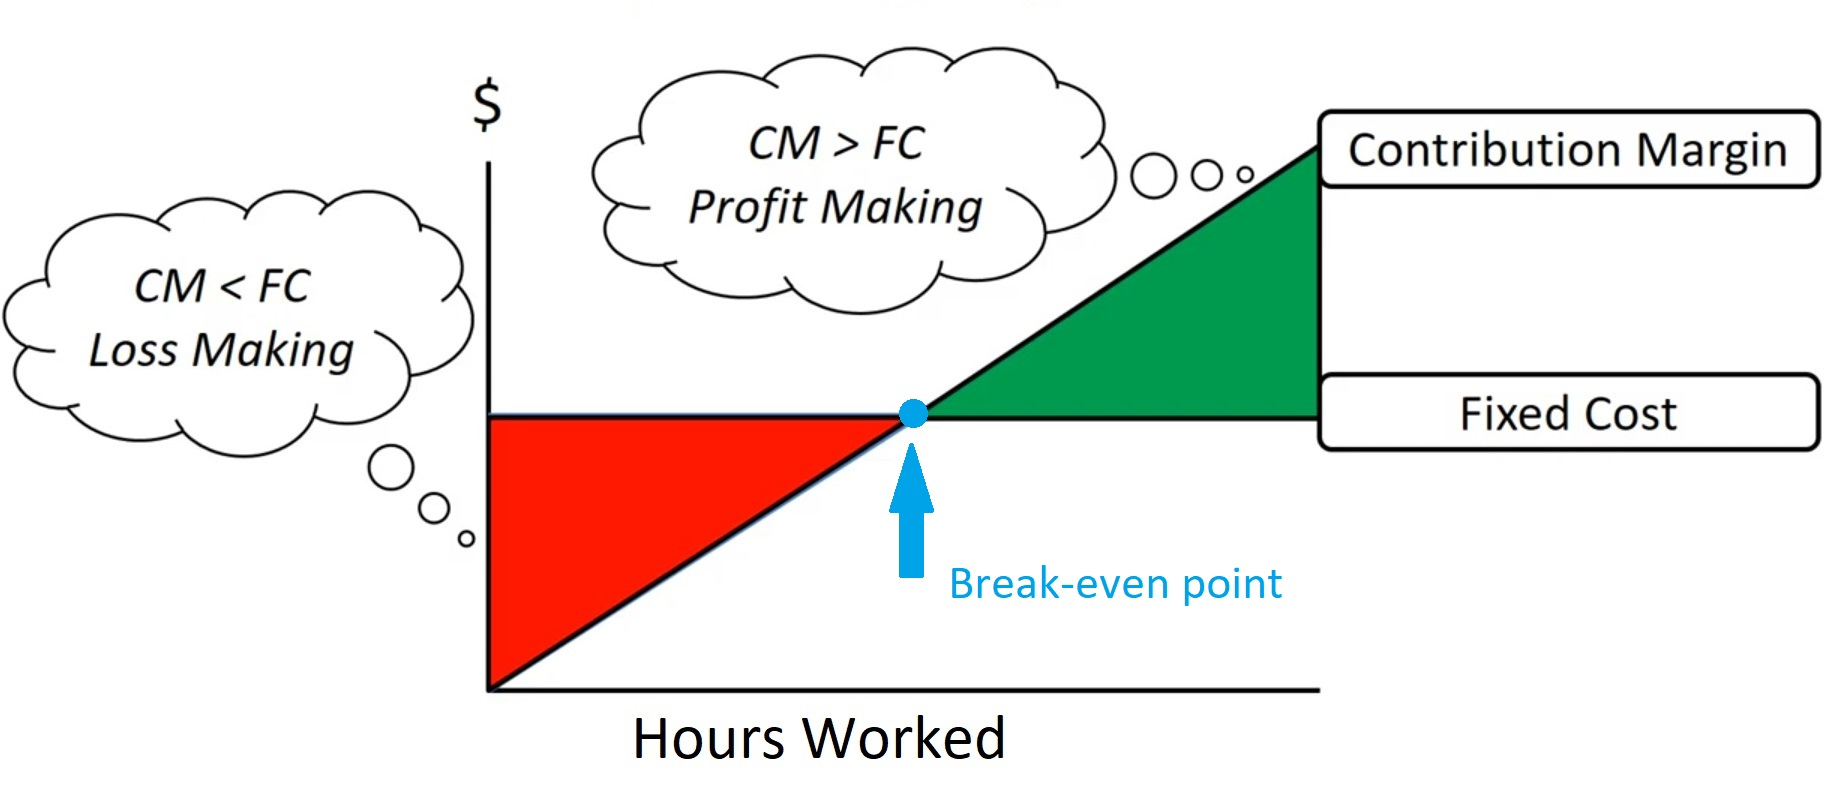 $
CM > FC
Profit Making
Contribution Margin
CM < FC
Loss Making
Fixed Cost
Break-even point
Hours Worked